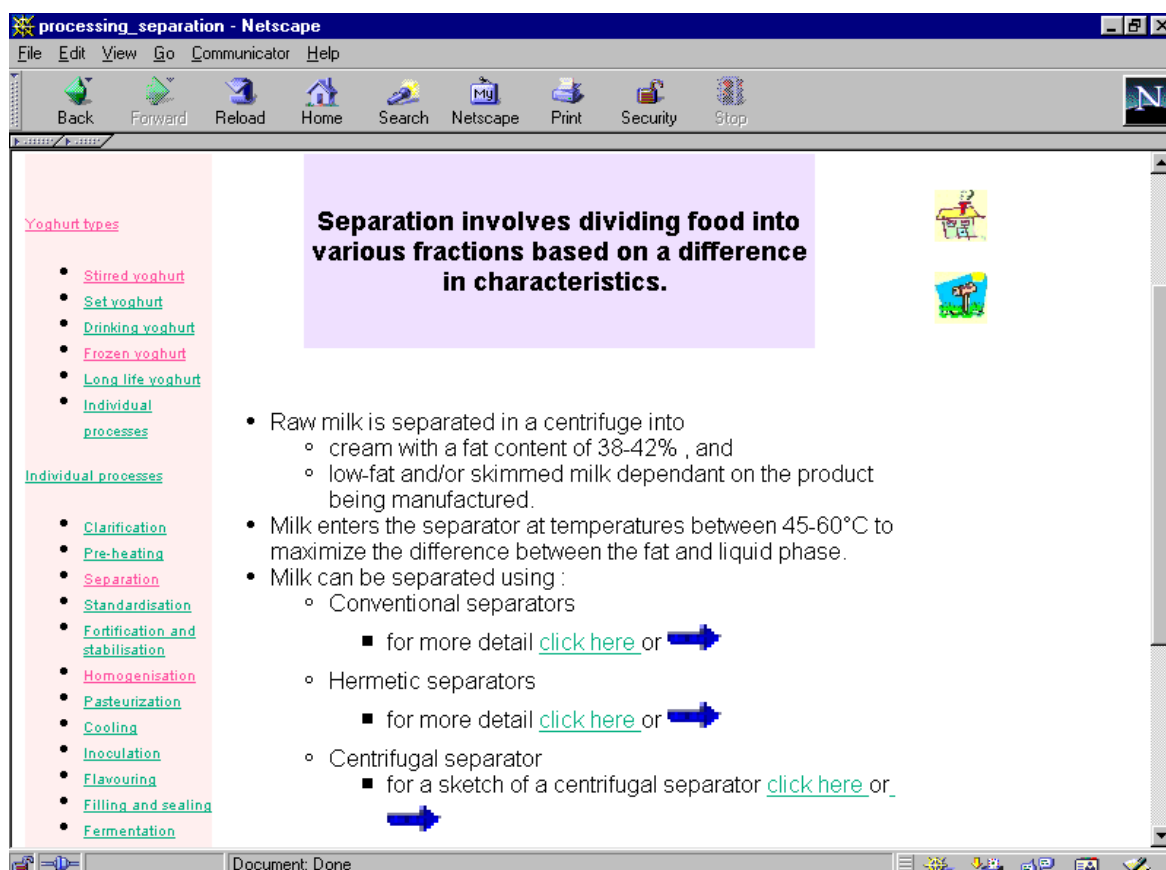 processing_separation - Netscape
File Edit View Go Communicator Help
Back Forward Reload Home Search Netscape Print Security Stop
My
N
Yoghurt types
Stirred yoghurt
Set yoghurt
Drinking yoghurt
Frozen yoghurt
Long life yoghurt
Individual
processes
Individual processes
Clarification
Pre-heating
Separation
Standardisation
Fortification and
stabilisation
Homogenisation
Pasteurization
Cooling
Inoculation
Flavouring
Filling and sealing
Fermentation
Separation involves dividing food into
various fractions based on a difference
in characteristics.
Raw milk is separated in a centrifuge into
cream with a fat content of 38-42% , and
low-fat and/or skimmed milk dependant on the product
being manufactured.
Milk enters the separator at temperatures between 45-60°C to
maximize the difference between the fat and liquid phase.
Milk can be separated using :
Conventional separators
for more detail click here or
Hermetic separators
for more detail click here or
Centrifugal separator
for a sketch of a centrifugal separator click here or
Document: Done